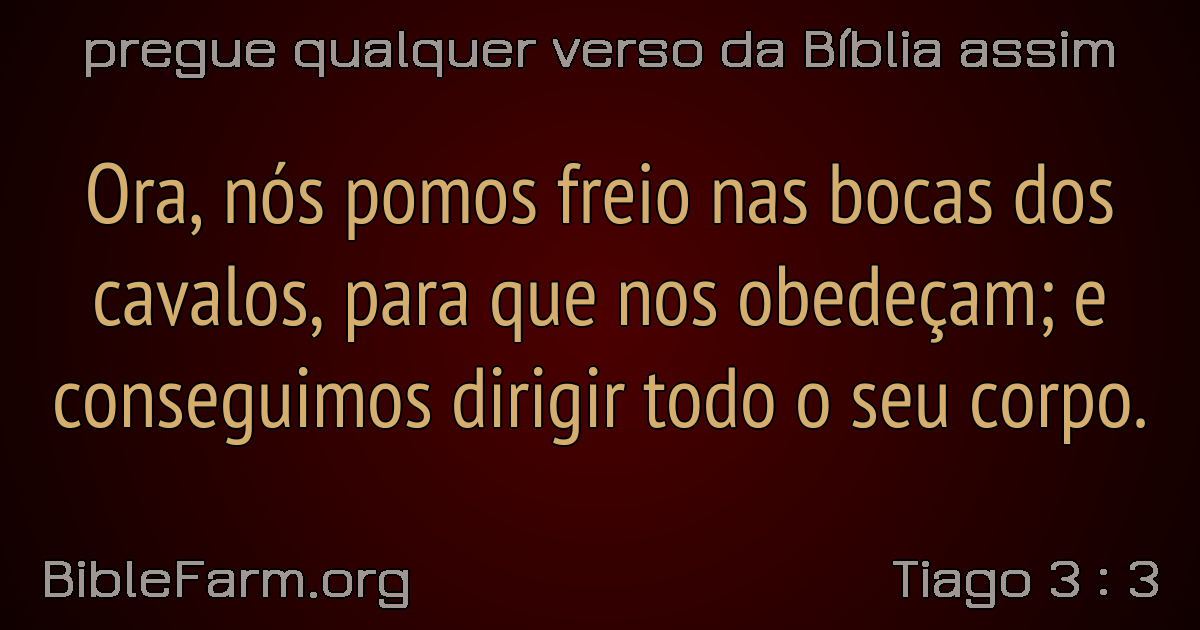 pregue qualquer verso da Bíblia assim
Ora, nós pomos freio nas bocas dos
cavalos, para que nos obedeçam; e
conseguimos dirigir todo o seu corpo.
BibleFarm.org
Tiago 3 : 3